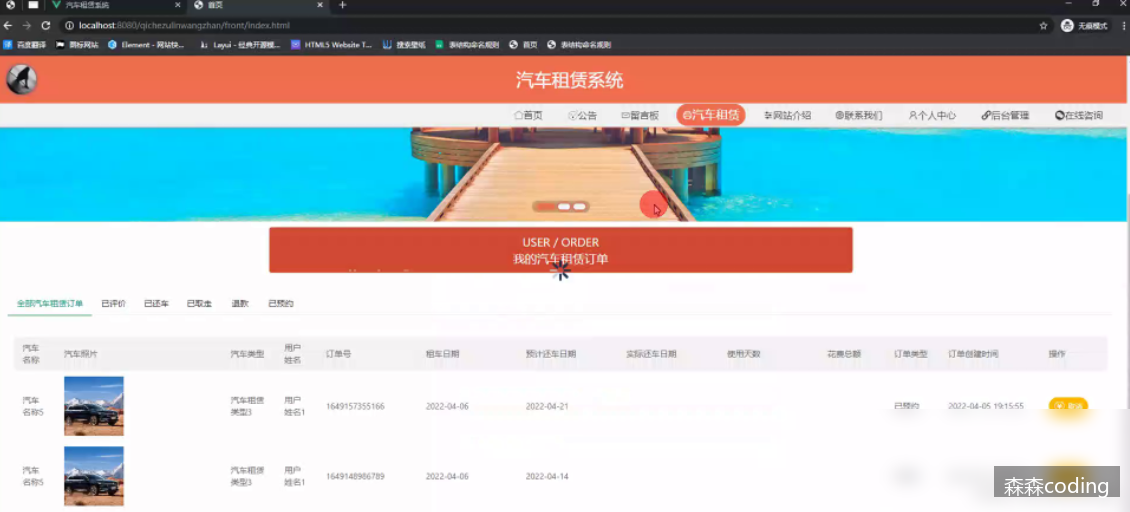 汽车租赁系统
首页
localhost:8080/qichezulinwangzhan/front/index.html
无痕模式
百度翻译
图标网站
Element - 网站快...
Layui - 经典开源模...
HTML5 Website T...
搜索壁纸
表结构命名规则
首页
表结构命名规则
汽车租赁系统
首页
公告
留言板
汽车租赁
网站介绍
联系我们
个人中心
后台管理
在线咨询
USER / ORDER
我的汽车租赁订单
全部汽车租赁订单
已评价
已还车
已取走
退款
已预约
汽车名称
汽车照片
汽车类型
用户姓名
订单号
租车日期
预计还车日期
实际还车日期
使用天数
花费总额
订单类型
订单创建时间
操作
汽车名称5
汽车租赁类型3
用户姓名1
1649157355166
2022-04-06
2022-04-21
已预约
2022-04-05 19:15:55
汽车名称5
汽车租赁类型3
用户姓名1
1649148986789
2022-04-06
2022-04-14
森森coding